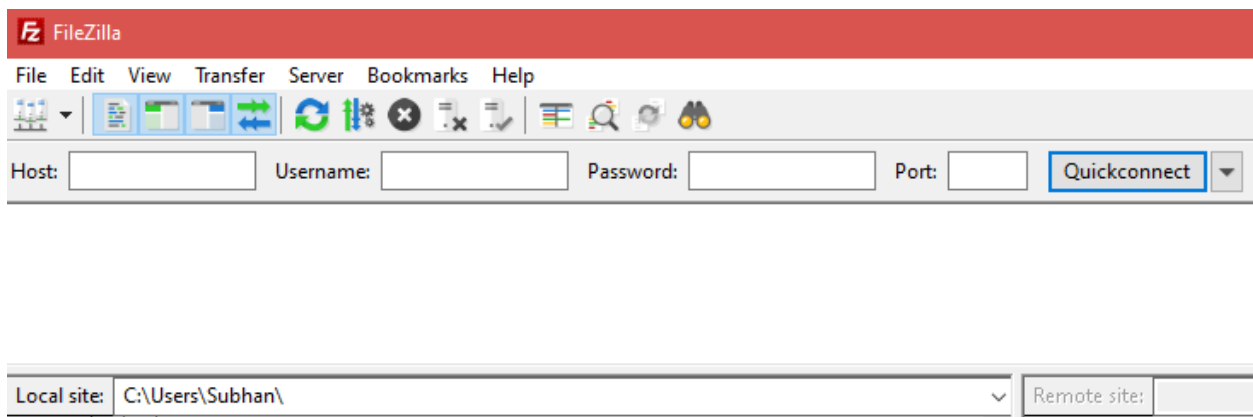 Fz FileZilla
File Edit View Transfer Server Bookmarks Help
Host: Username: Password: Port: Quickconnect
Local site: C:\Users\Subhan\ Remote site: